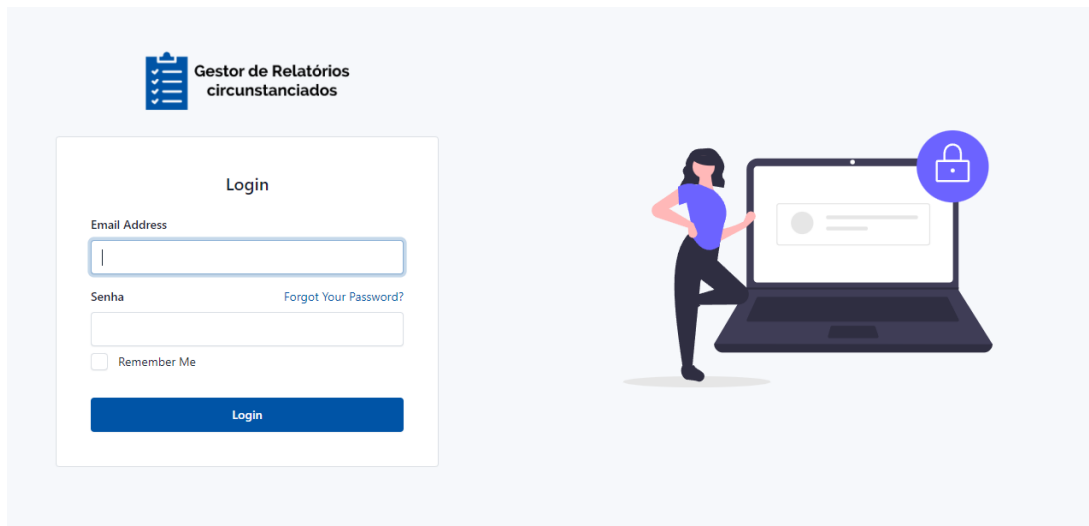 Gestor de Relatórios
circunstanciados
Login
Email Address
Senha
Forgot Your Password?
Remember Me
Login